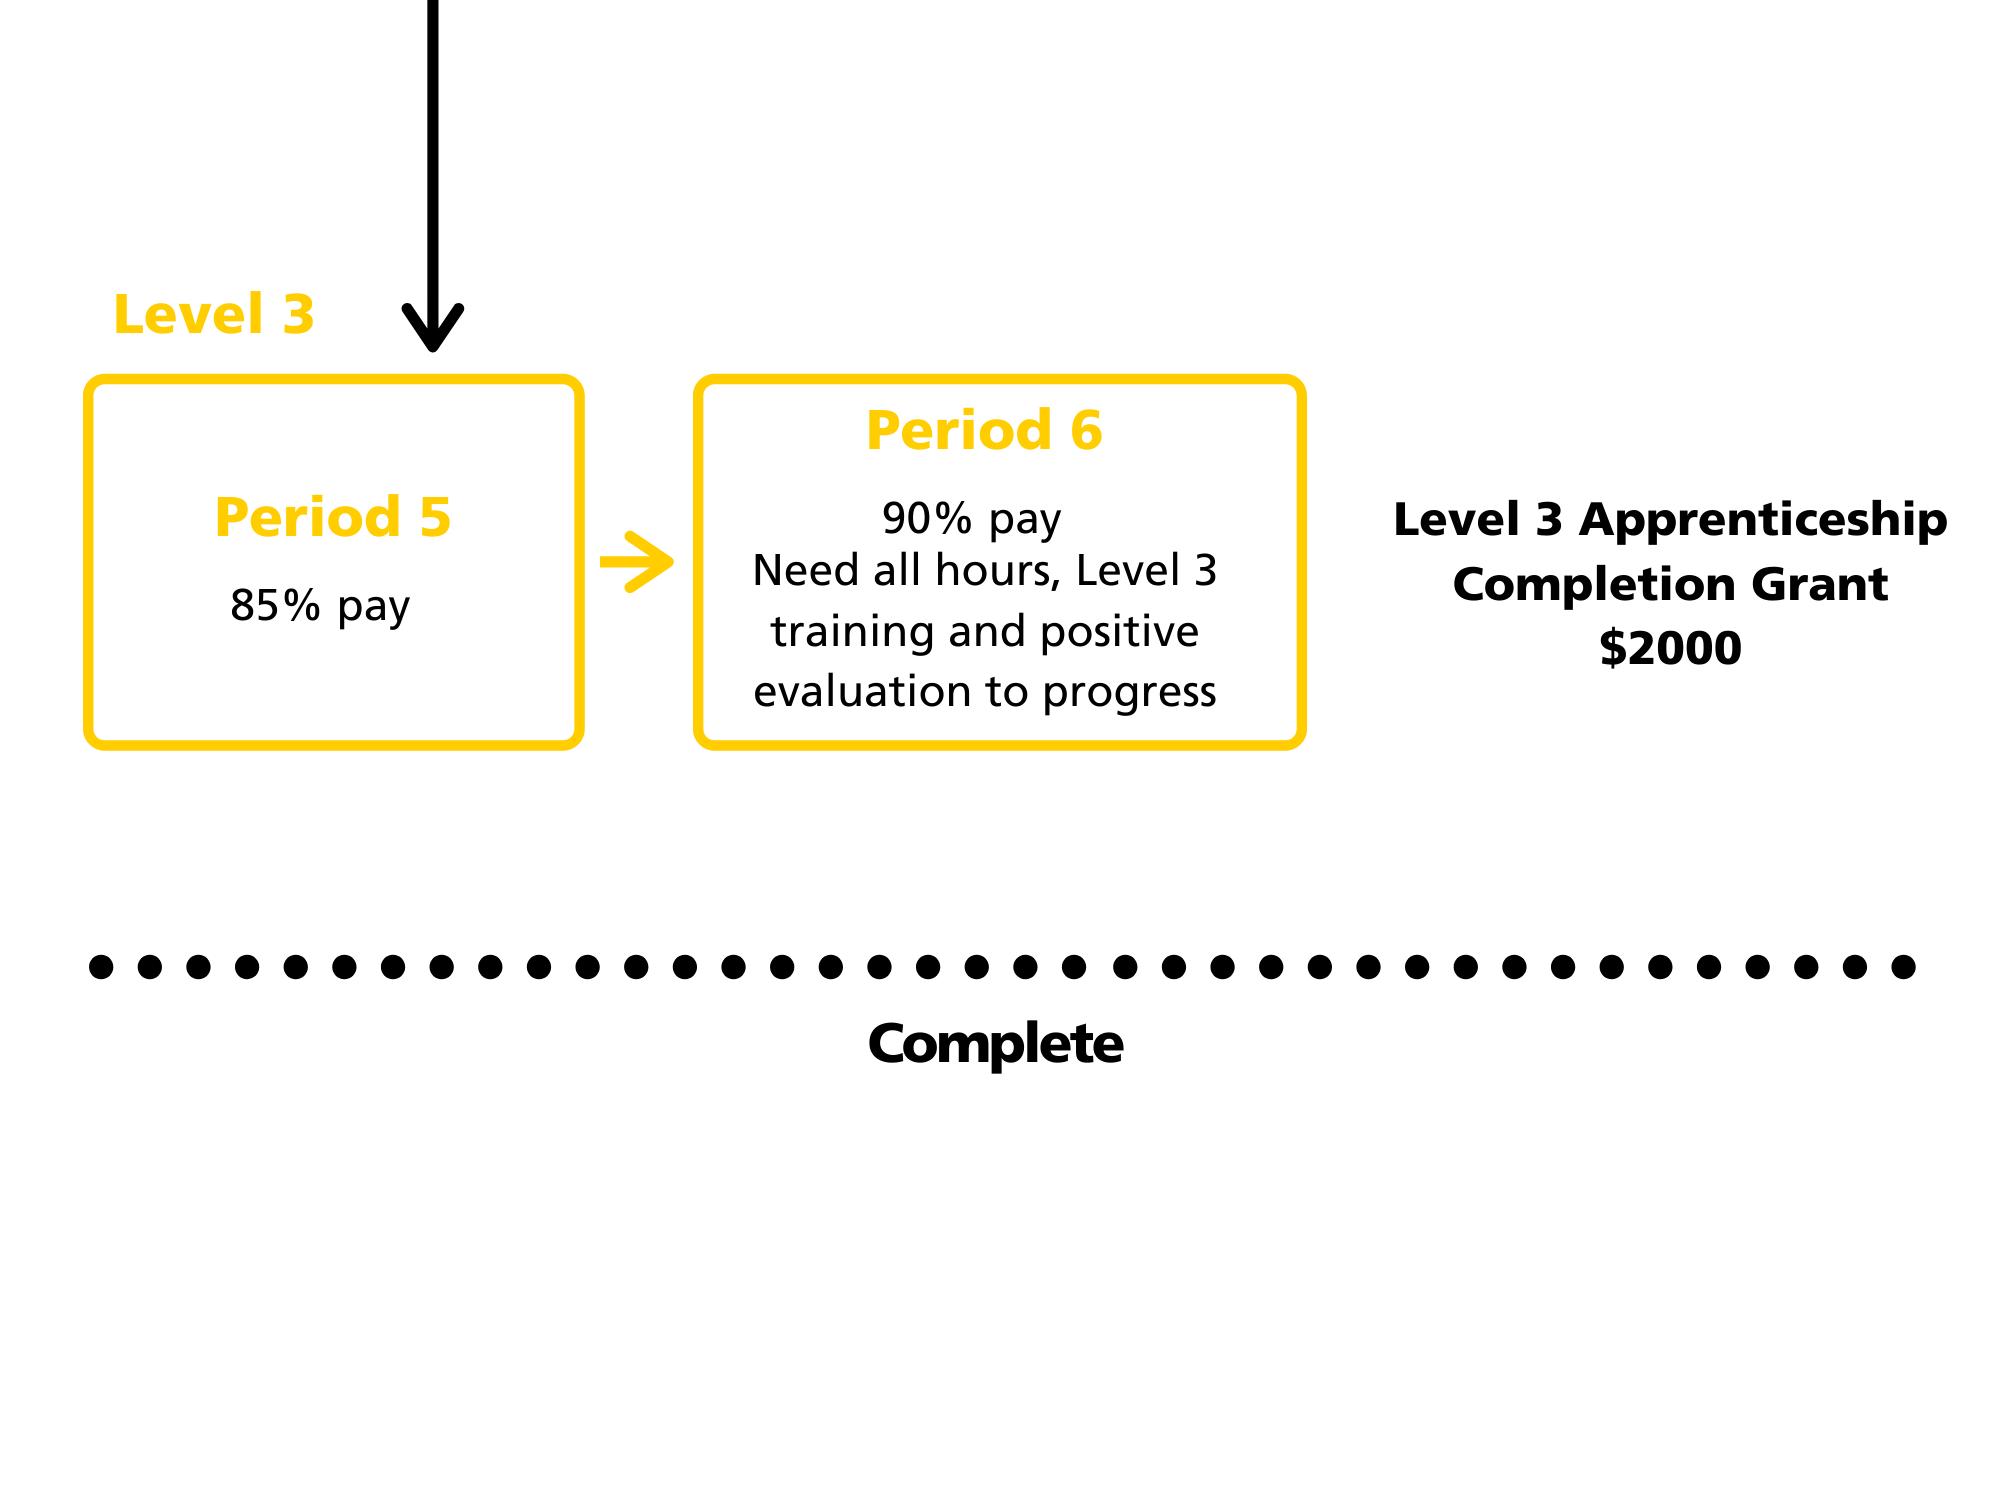 Level 3
Period 5
85% pay
Period 6
90% pay
Need all hours, Level 3
training and positive
evaluation to progress
Level 3 Apprenticeship
Completion Grant
$2000
Complete